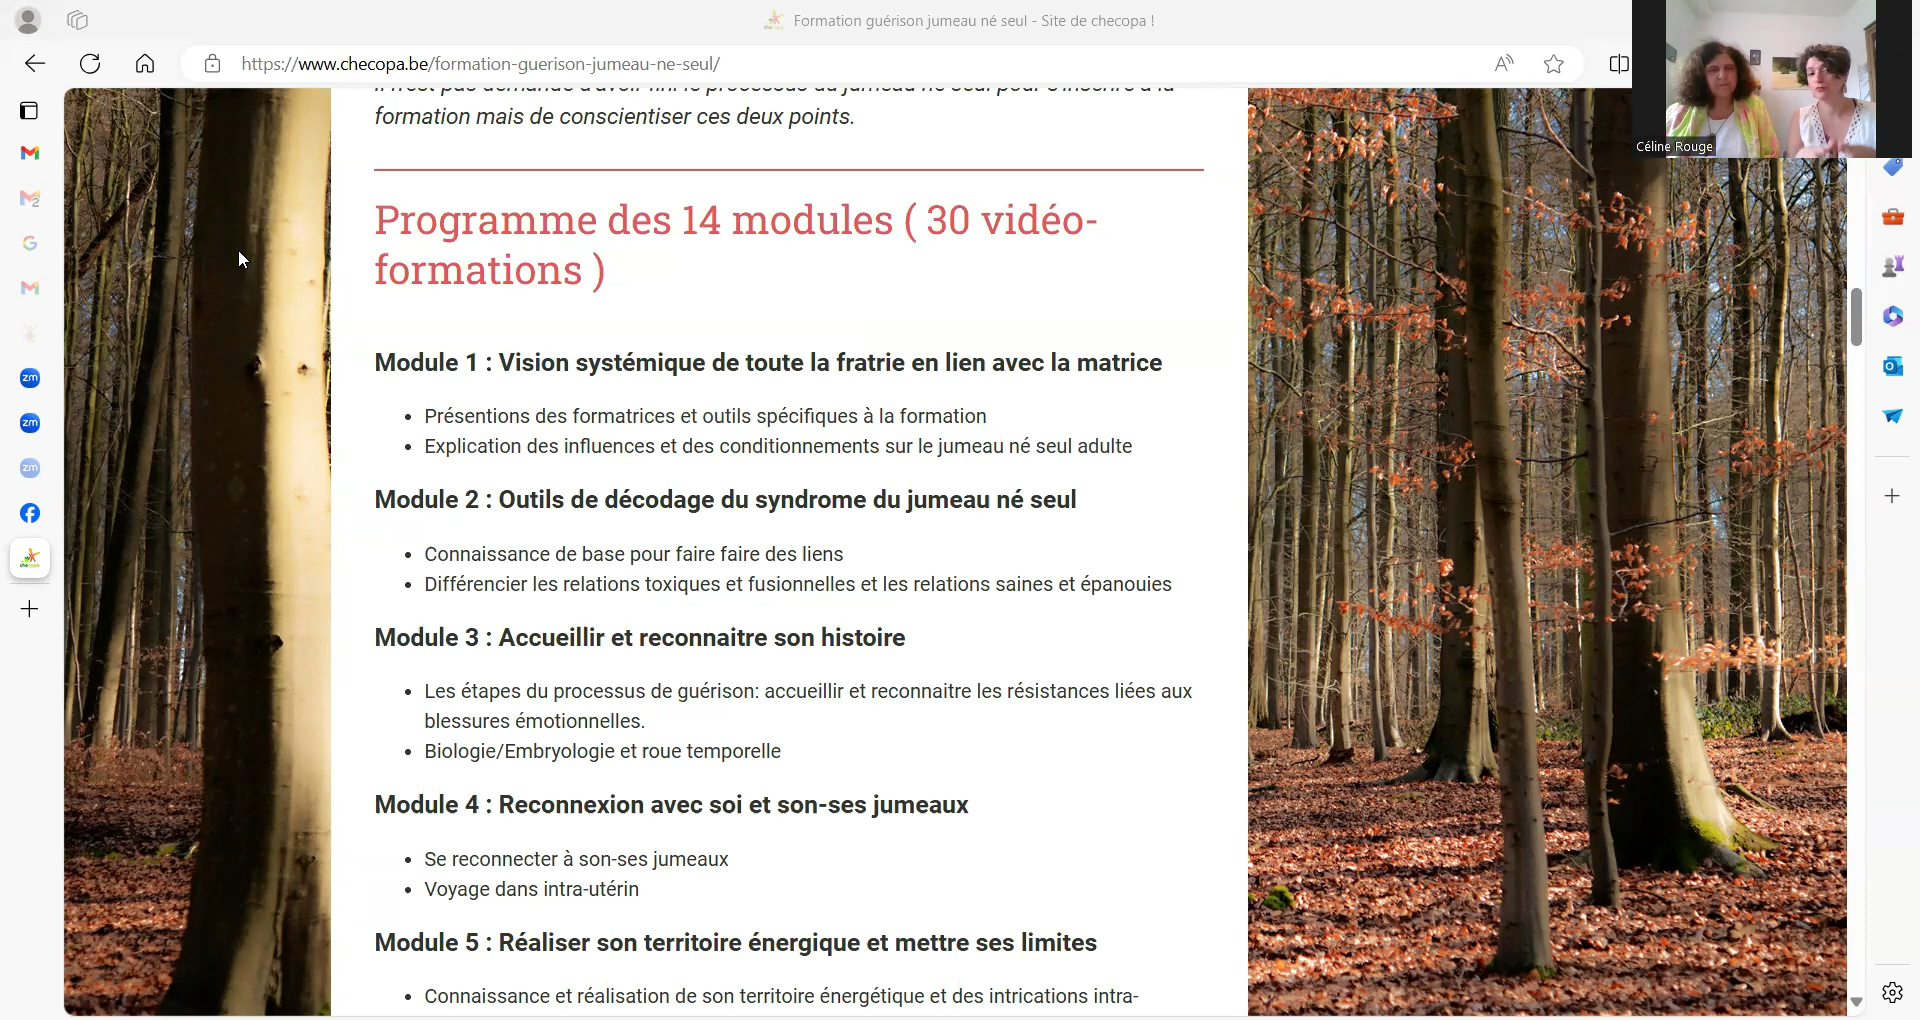 Formation guérison jumeau né seul - Site de checopa !
https://www.checopa.be/formation-guerison-jumeau-ne-seul/
Céline Rouge
formation mais de conscientiser ces deux points.
Programme des 14 modules ( 30 vidéo-
formations )
Module 1 : Vision systémique de toute la fratrie en lien avec la matrice
• Présentions des formatrices et outils spécifiques à la formation
• Explication des influences et des conditionnements sur le jumeau né seul adulte
Module 2 : Outils de décodage du syndrome du jumeau né seul
• Connaissance de base pour faire faire des liens
• Différencier les relations toxiques et fusionnelles et les relations saines et épanouies
Module 3 : Accueillir et reconnaitre son histoire
• Les étapes du processus de guérison: accueillir et reconnaitre les résistances liées aux
blessures émotionnelles.
• Biologie/Embryologie et roue temporelle
Module 4 : Reconnexion avec soi et son-ses jumeaux
• Se reconnecter à son-ses jumeaux
• Voyage dans intra-utérin
Module 5 : Réaliser son territoire énergique et mettre ses limites
• Connaissance et réalisation de son territoire énergétique et des intrications intra-
zm
zm
zm